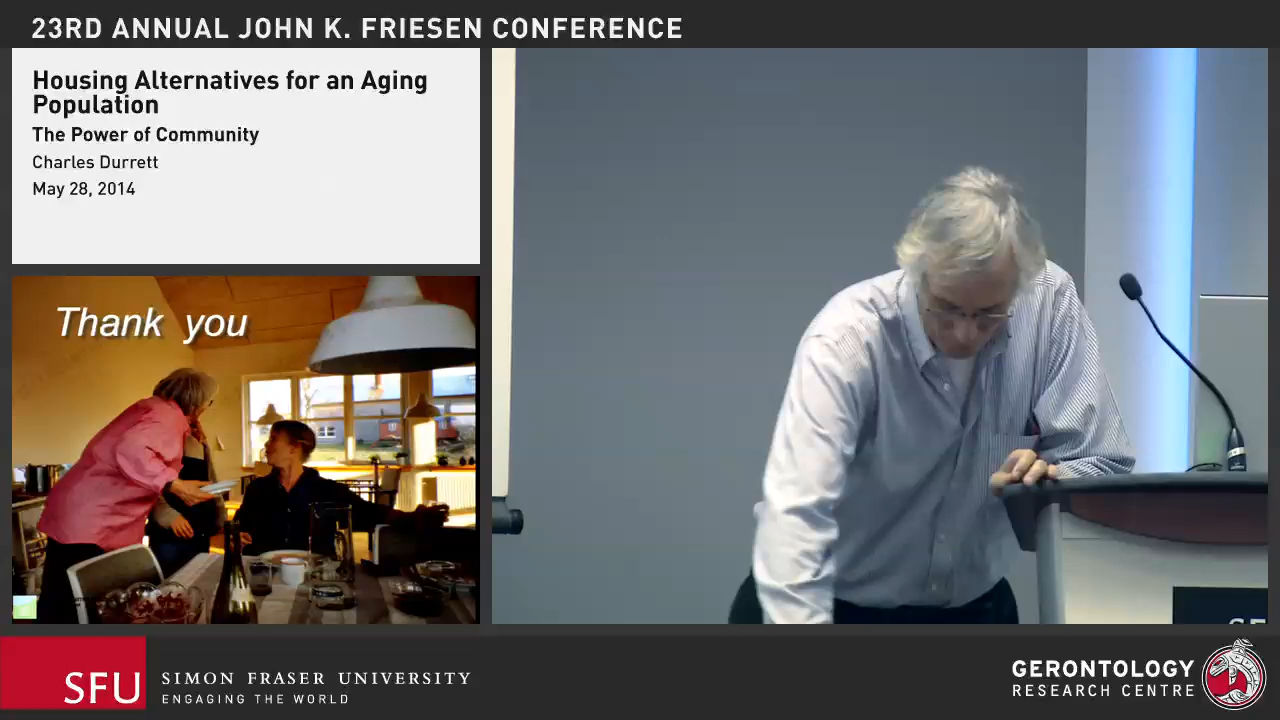 23RD ANNUAL JOHN K. FRIESEN CONFERENCE
Housing Alternatives for an Aging
Population
The Power of Community
Charles Durrett
May 28, 2014
Thank you
SFU
SIMON FRASER UNIVERSITY
ENGAGING THE WORLD
GERONTOLOGY
RESEARCH CENTRE